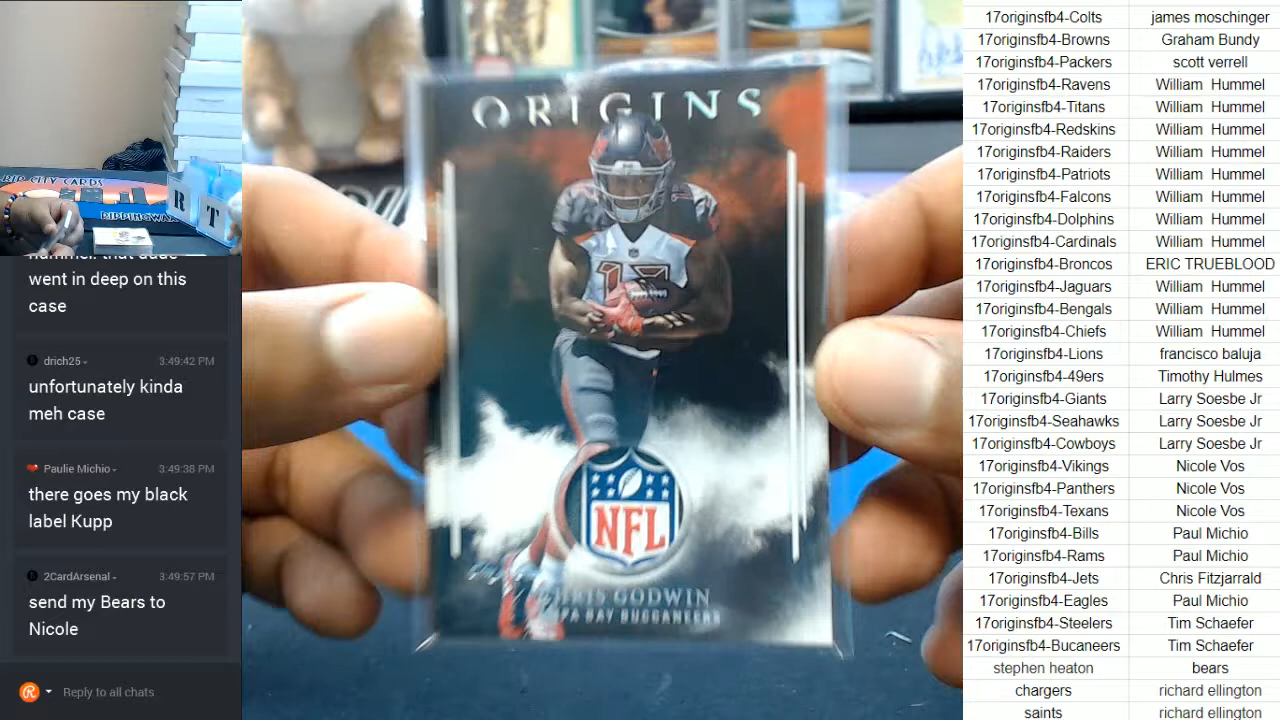 RIP CITY CARDS
RIPPINGWAX
R
T
went in deep on this
case
drich25 3:49:42 PM
unfortunately kinda
meh case
Paulie Michio 3:49:38 PM
there goes my black
label Kupp
2CardArsenal 3:49:57 PM
send my Bears to
Nicole
Reply to all chats
ORIGINS
NFL
CHRIS GODWIN
TAMPA BAY BUCCANEERS
17originsfb4-Colts james moschinger
17originsfb4-Browns Graham Bundy
17originsfb4-Packers scott verrell
17originsfb4-Ravens William Hummel
17originsfb4-Titans William Hummel
17originsfb4-Redskins William Hummel
17originsfb4-Raiders William Hummel
17originsfb4-Patriots William Hummel
17originsfb4-Falcons William Hummel
17originsfb4-Dolphins William Hummel
17originsfb4-Cardinals William Hummel
17originsfb4-Broncos ERIC TRUEBLOOD
17originsfb4-Jaguars William Hummel
17originsfb4-Bengals William Hummel
17originsfb4-Chiefs William Hummel
17originsfb4-Lions francisco baluja
17originsfb4-49ers Timothy Hulmes
17originsfb4-Giants Larry Soesbe Jr
17originsfb4-Seahawks Larry Soesbe Jr
17originsfb4-Cowboys Larry Soesbe Jr
17originsfb4-Vikings Nicole Vos
17originsfb4-Panthers Nicole Vos
17originsfb4-Texans Nicole Vos
17originsfb4-Bills Paul Michio
17originsfb4-Rams Paul Michio
17originsfb4-Jets Chris Fitzjarrald
17originsfb4-Eagles Paul Michio
17originsfb4-Steelers Tim Schaefer
17originsfb4-Bucaneers Tim Schaefer
stephen heaton bears
chargers richard ellington
saints richard ellington